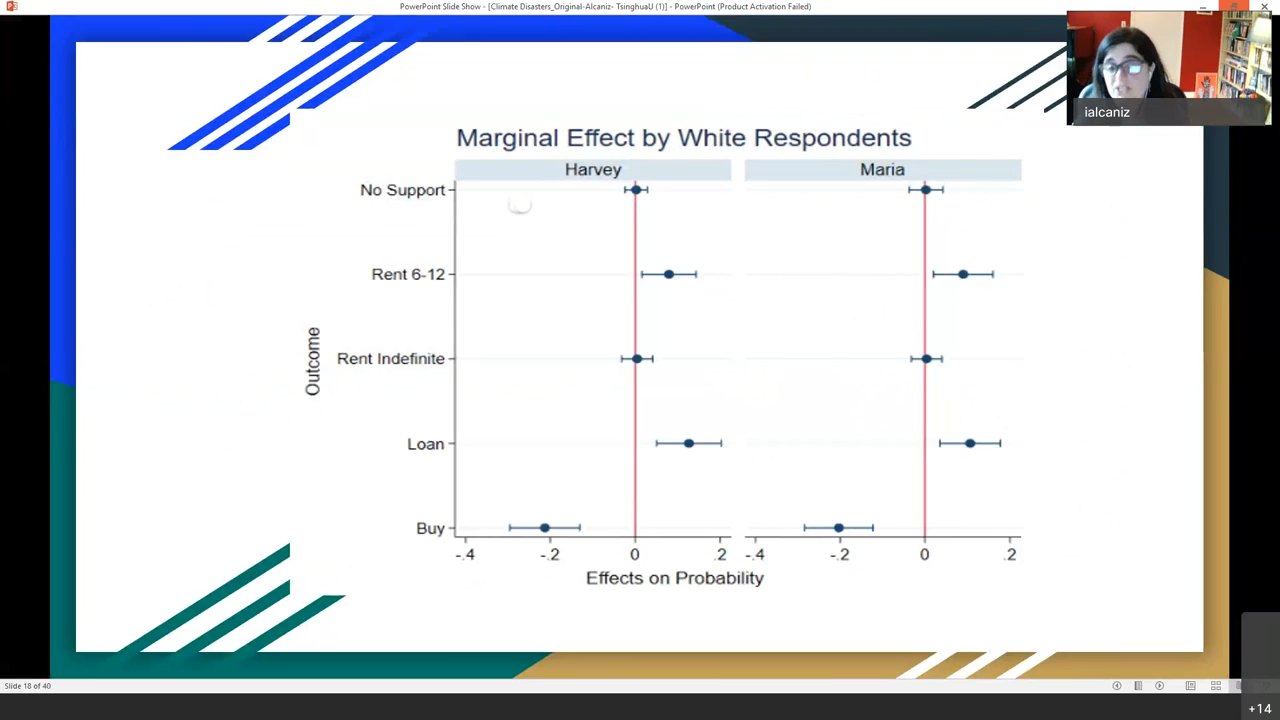 PowerPoint Slide Show - [Climate Disasters_Original-Alcaniz- TsinghuaU (1)] - PowerPoint (Product Activation Failed)
ialcaniz
Marginal Effect by White Respondents
Harvey Maria
No Support
Rent 6-12
Rent Indefinite
Loan
Buy
Outcome
-.4 -.2 0 .2 -.4 -.2 0 .2
Effects on Probability
Slide 18 of 40
+14